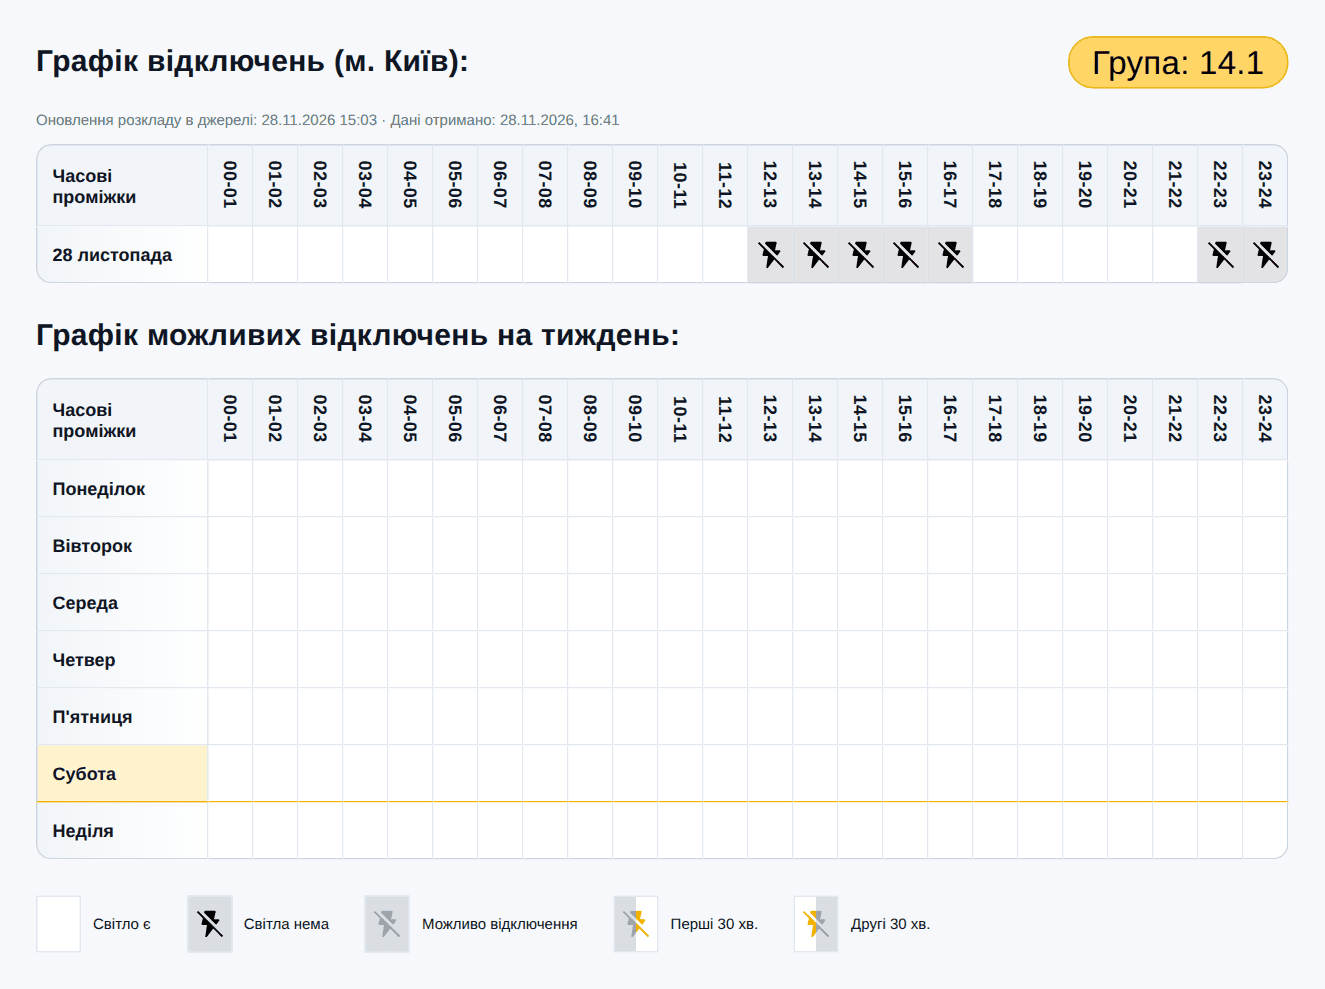 Графік відключень (м. Київ):
Група: 14.1
Оновлення розкладу в джерелі: 28.11.2026 15:03 · Дані отримано: 28.11.2026, 16:41
Часові
проміжки
00-01 01-02 02-03 03-04 04-05 05-06 06-07 07-08 08-09 09-10 10-11 11-12 12-13 13-14 14-15 15-16 16-17 17-18 18-19 19-20 20-21 21-22 22-23 23-24
28 листопада
Графік можливих відключень на тиждень:
Часові
проміжки
00-01 01-02 02-03 03-04 04-05 05-06 06-07 07-08 08-09 09-10 10-11 11-12 12-13 13-14 14-15 15-16 16-17 17-18 18-19 19-20 20-21 21-22 22-23 23-24
Понеділок
Вівторок
Середа
Четвер
П'ятниця
Субота
Неділя
Світло є
Світла нема
Можливо відключення
Перші 30 хв.
Другі 30 хв.